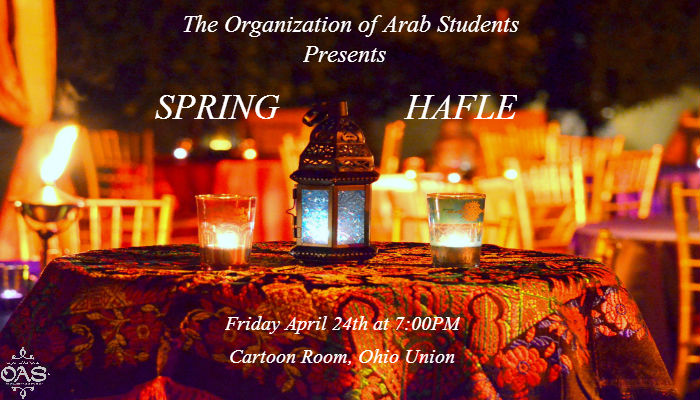 The Organization of Arab Students
Presents
SPRING HAFLE
Friday April 24th at 7:00PM
Cartoon Room, Ohio Union
OAS